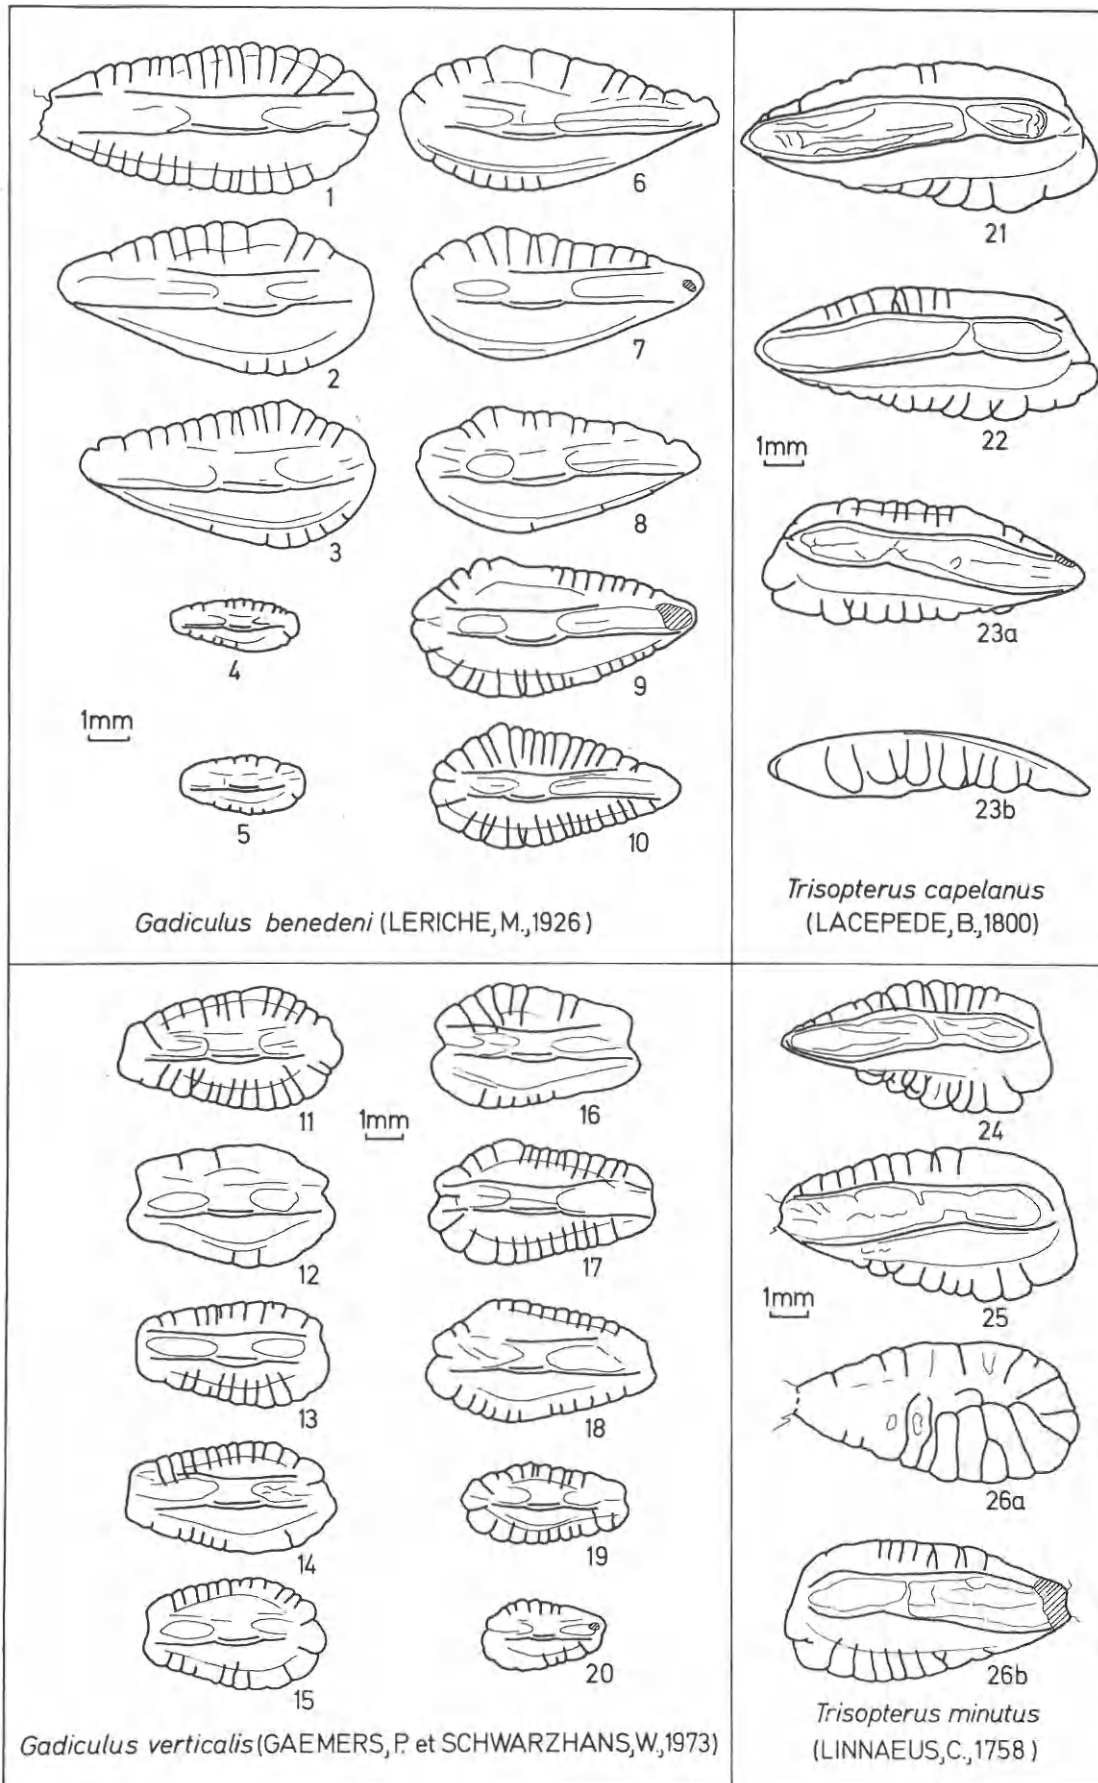 1
6
2
7
3
8
4
9
1mm
5
10
Gadiculus benedeni (LERICHE, M., 1926)
21
22
1mm
23a
23b
Trisopterus capelanus
(LACEPEDE, B., 1800)
11
16
1mm
12
17
13
18
14
19
15
20
Gadiculus verticalis (GAEMERS, P. et SCHWARZHANS, W., 1973)
24
25
1mm
26a
26b
Trisopterus minutus
(LINNAEUS, C., 1758)